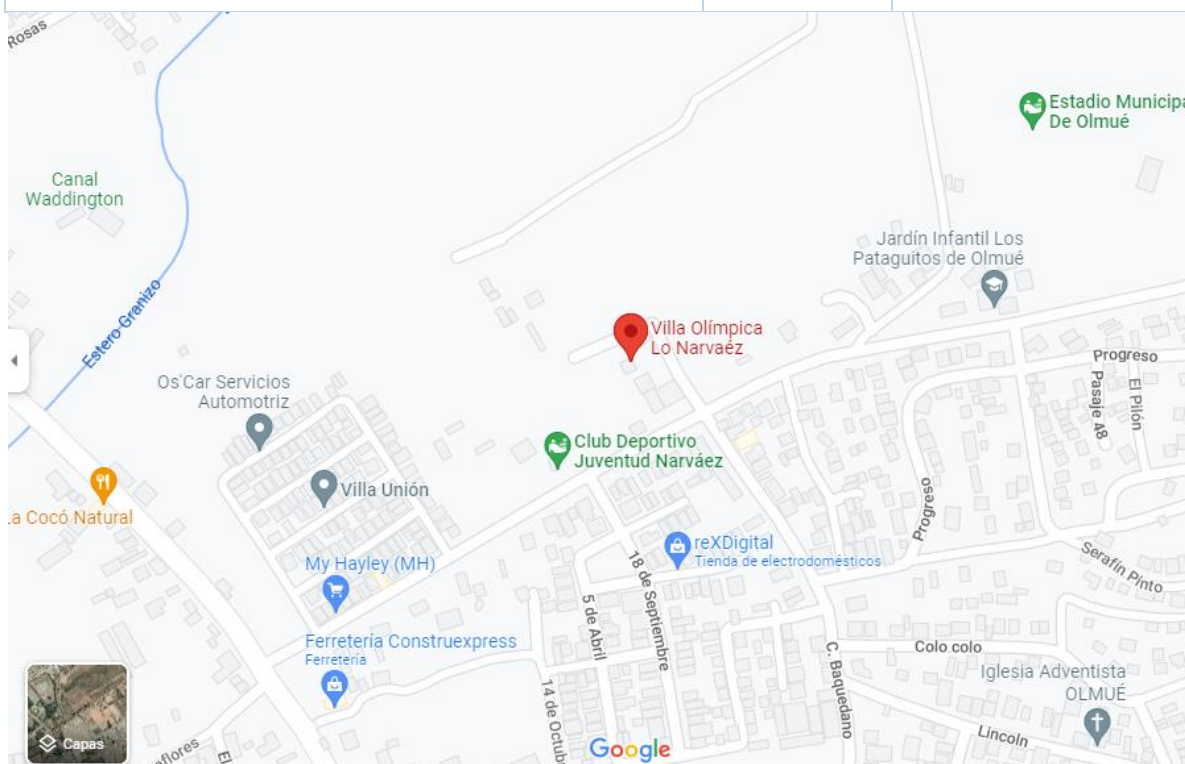 Rosas
Estadio Municipa
De Olmué
Canal
Waddington
Jardín Infantil Los
Pataguitos de Olmué
Estero Granizo
Villa Olímpica
Lo Narvaéz
Progreso
Pasaje 48
El Pilón
Os'Car Servicios
Automotriz
Club Deportivo
Juventud Narváez
Villa Unión
Progreso
a Cocó Natural
reXDigital
Tienda de electrodomésticos
Serafín Pinto
My Hayley (MH)
18 de Septiembre
5 de Abril
Ferretería Construexpress
Ferretería
C. Baquedano
Colo colo
Iglesia Adventista
OLMUÉ
14 de Octub
Lincoln
Capas
aflores
El
Google